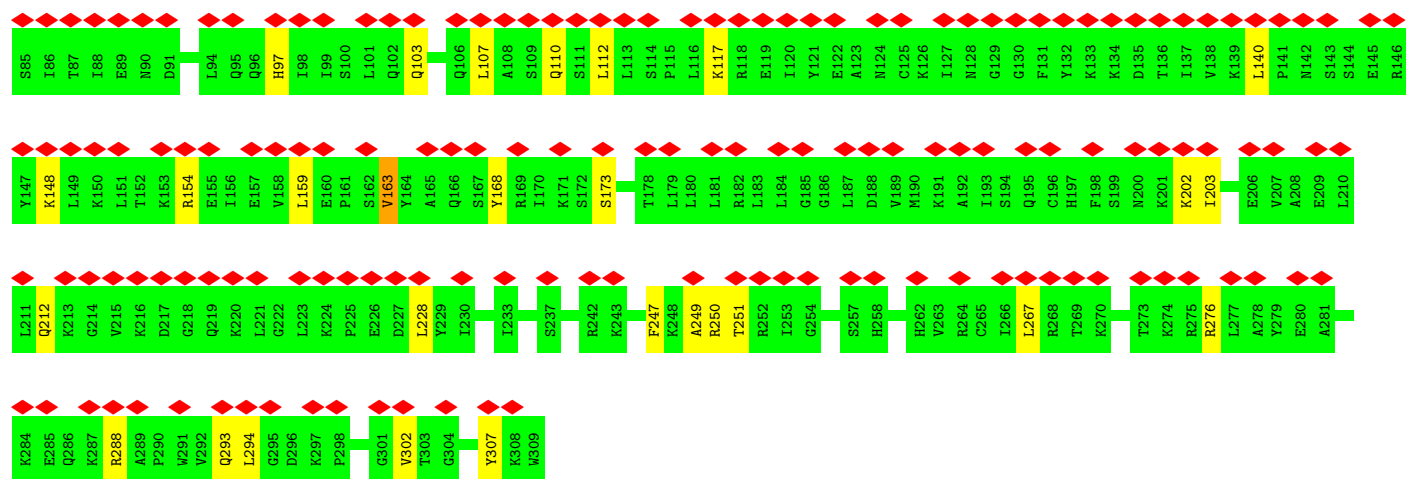 S85 I86 T87 I88 E89 N90 D91 L94 Q95 Q96 H97 I98 I99 S100 L101 Q102 Q103 Q106 L107 A108 S109 Q110 S111 L112 L113 S114 P115 L116 K117 R118 E119 I120 Y121 E122 A123 N124 C125 K126 I127 N128 G129 G130 F131 Y132 K133 K134 D135 T136 I137 V138 K139 L140 P141 N142 S143 S144 E145 R146
Y147 K148 L149 K150 L151 T152 K153 R154 E155 I156 E157 V158 L159 E160 P161 S162 V163 Y164 A165 Q166 S167 Y168 R169 I170 K171 S172 S173 T178 L179 L180 L181 R182 L183 L184 G185 G186 L187 D188 V189 M190 K191 A192 I193 S194 Q195 C196 H197 F198 S199 N200 K201 K202 I203 E206 V207 A208 E209 L210
L211 Q212 K213 G214 V215 K216 D217 G218 Q219 K220 L221 G222 L223 K224 P225 E226 D227 L228 Y229 I230 I233 S237 R242 K243 F247 K248 A249 R250 T251 R252 I253 G254 S257 H258 H262 V263 R264 C265 I266 L267 R268 T269 K270 T273 K274 R275 R276 L277 A278 Y279 E280 A281
K284 E285 Q286 K287 R288 A289 P290 W291 V292 Q293 L294 G295 D296 K297 P298 G301 V302 T303 G304 Y307 K308 W309